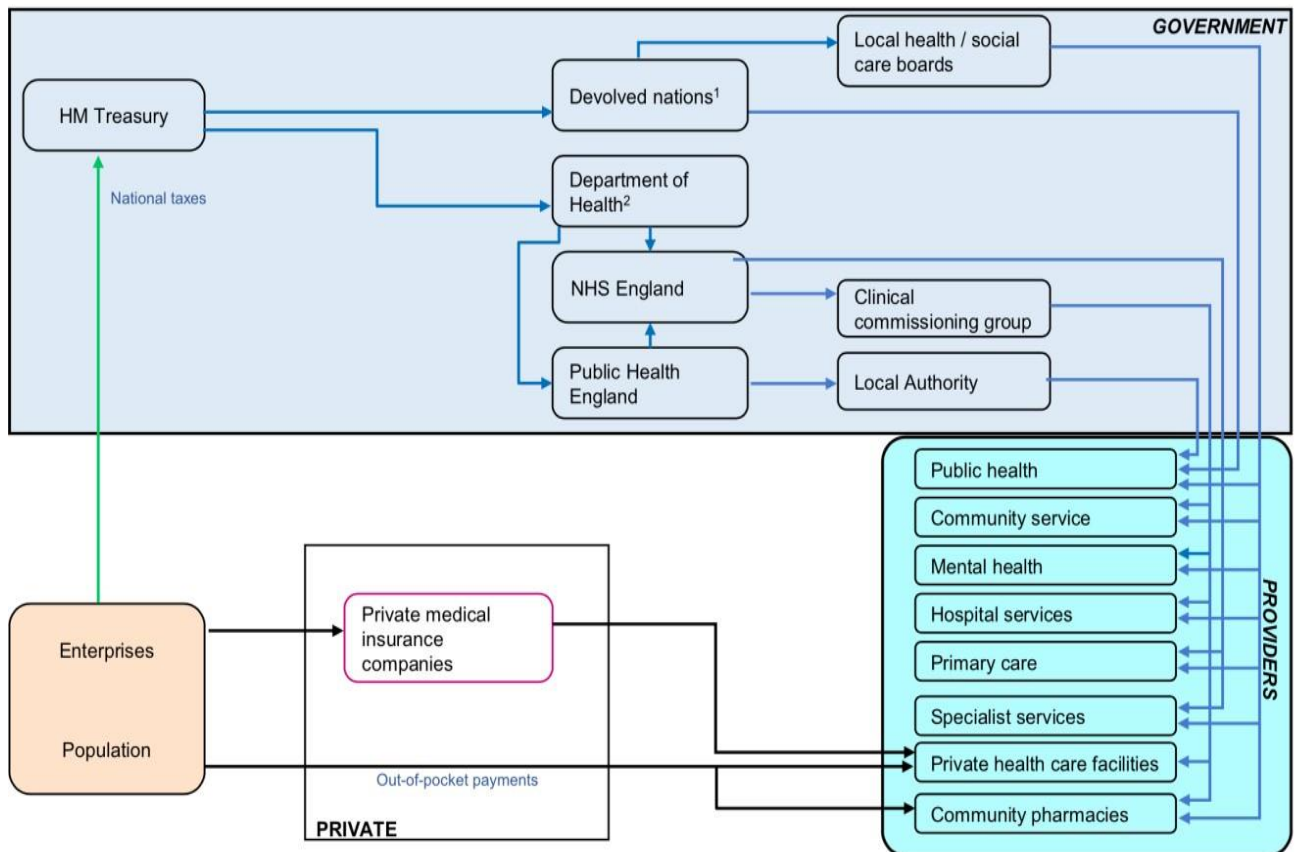 GOVERNMENT
Local health / social
care boards
HM Treasury
Devolved nations1
National taxes
Department of
Health2
NHS England
Clinical
commissioning group
Public Health
England
Local Authority
Public health
Community service
Mental health
Hospital services
Primary care
Specialist services
Private health care facilities
Community pharmacies
PROVIDERS
Enterprises
Population
Private medical
insurance
companies
Out-of-pocket payments
PRIVATE